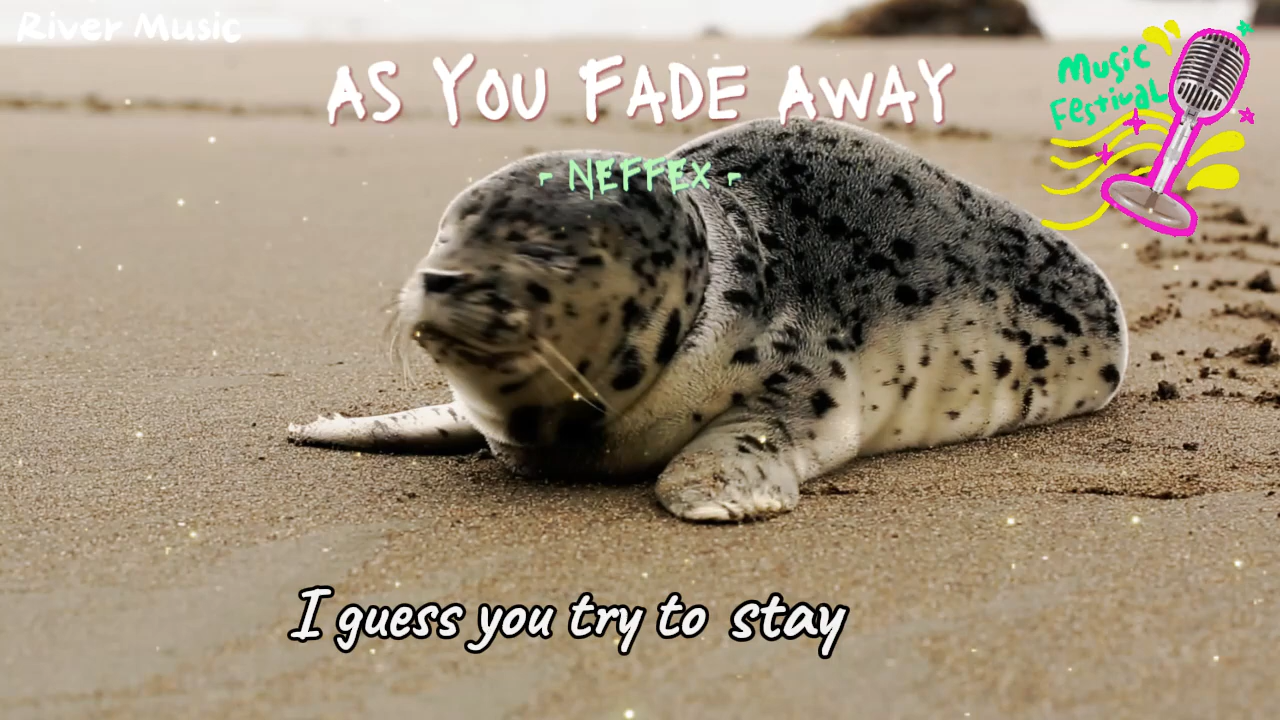 River Music
AS YOU FADE AWAY
- NEFFEX -
Music
Festival
I guess you try to stay